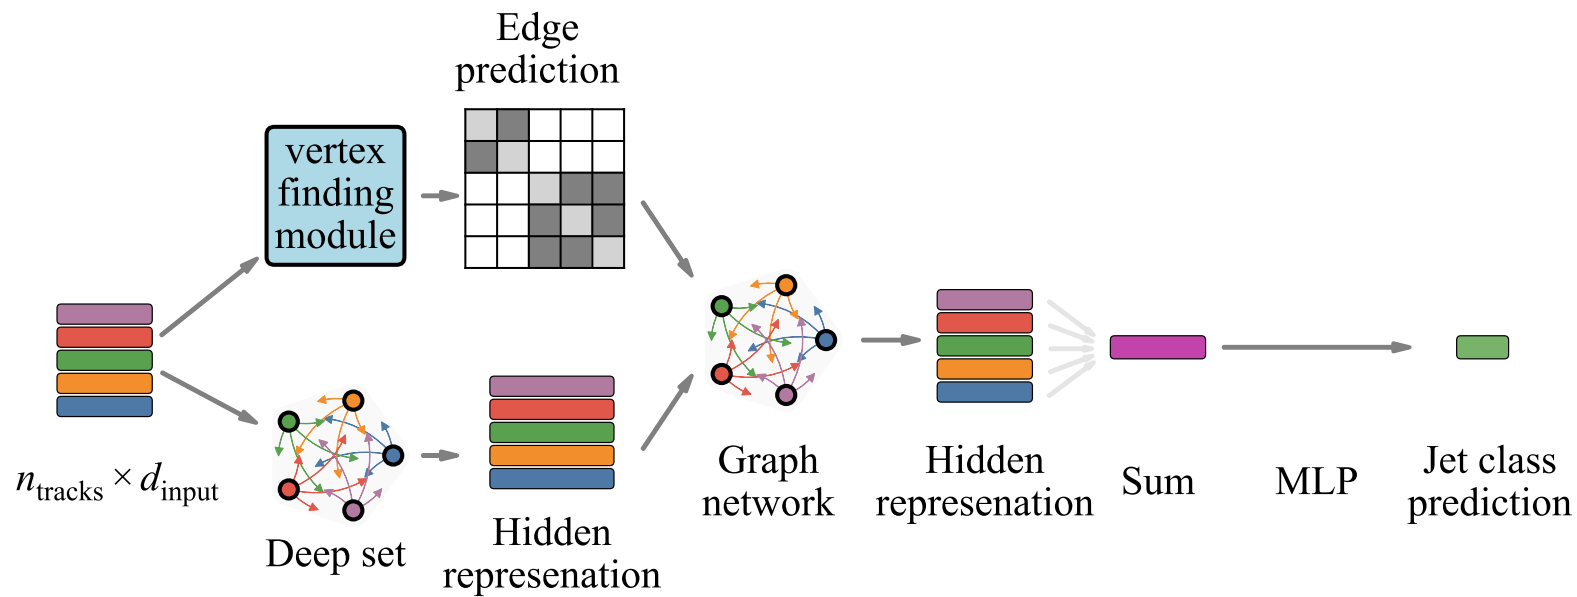 Edge
prediction
vertex
finding
module
n_tracks × d_input
Deep set
Hidden
represenation
Graph
network
Hidden
represenation
Sum
MLP
Jet class
prediction